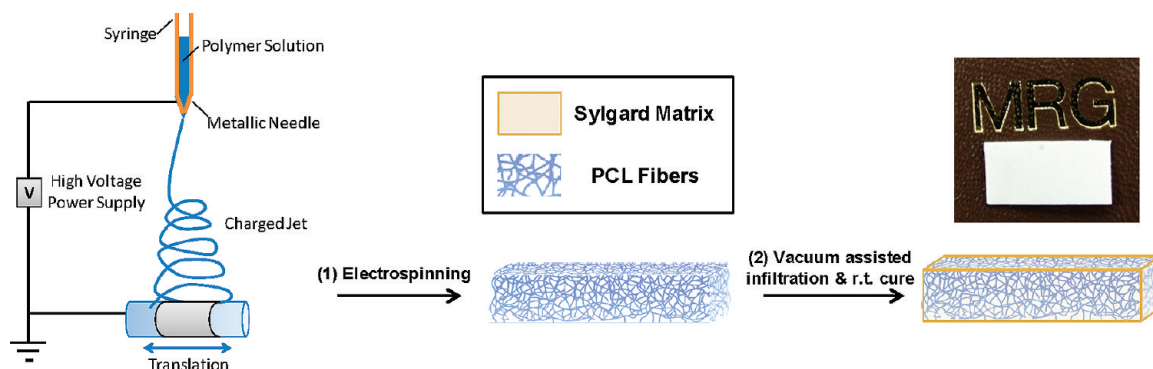 Syringe
Polymer Solution
Metallic Needle
V
High Voltage
Power Supply
Charged Jet
Translation
(1) Electrospinning
Sylgard Matrix
PCL Fibers
(2) Vacuum assisted
infiltration & r.t. cure
MRG